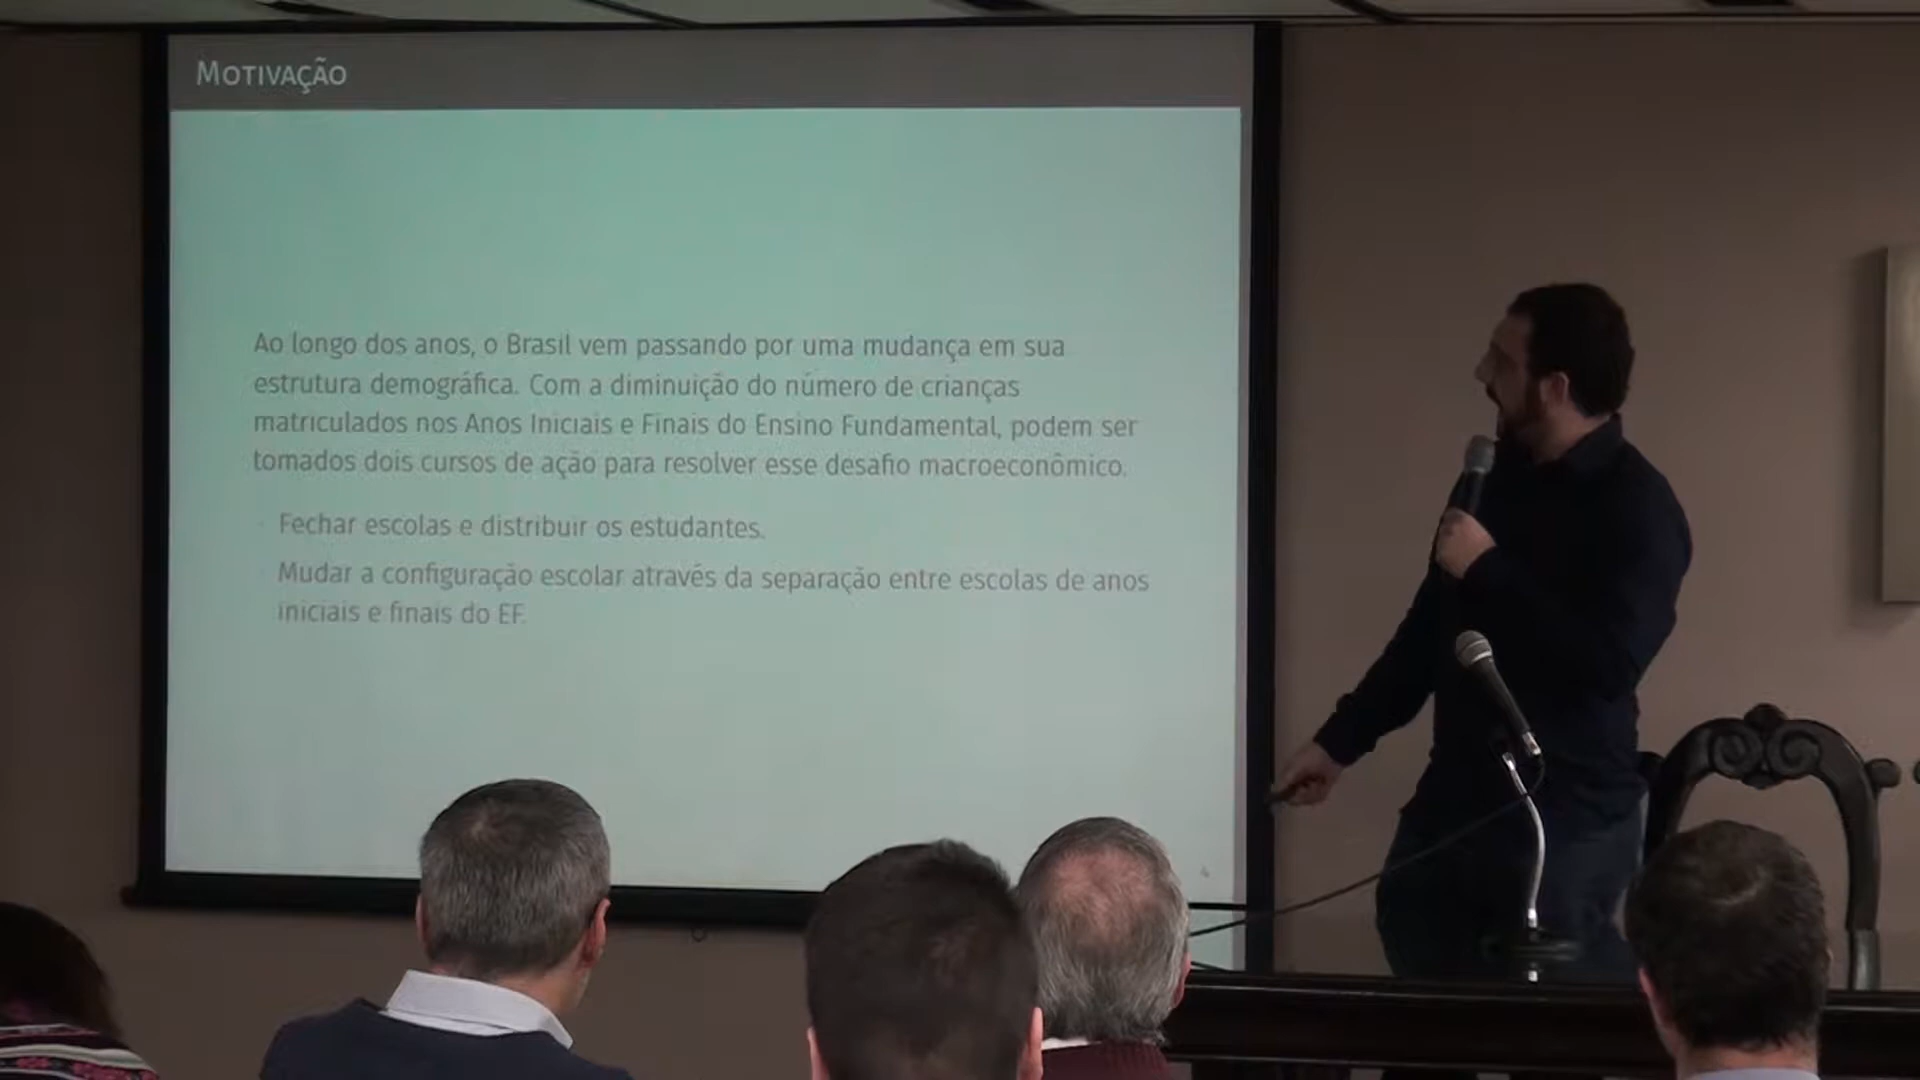 MOTIVAÇÃO
Ao longo dos anos, o Brasil vem passando por uma mudança em sua
estrutura demográfica. Com a diminuição do número de crianças
matriculados nos Anos Iniciais e Finais do Ensino Fundamental, podem ser
tomados dois cursos de ação para resolver esse desafio macroeconômico.
Fechar escolas e distribuir os estudantes.
Mudar a configuração escolar através da separação entre escolas de anos
iniciais e finais do EF.